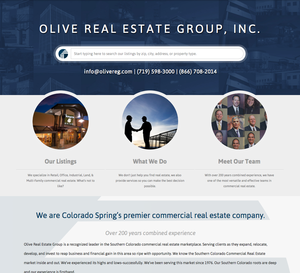 OLIVE REAL ESTATE GROUP, INC.
Start typing here to search our listings by zip, city, address or property type.
info@olivereg.com | (719) 598-3000 | (866) 708-2014
Our Listings
What We Do
Meet Our Team
We specialize in Retail, Office, Industrial, Land, &
Multi-family commercial real estate. What's not to
like?
We don't just help you find real estate, we also
provide services so you can make the best decision
possible.
With over 200 years combined experience, we have
one of the most versatile and effective teams in
commercial real estate.
We are Colorado Spring's premier commercial real estate company.
Over 200 years combined experience
Olive Real Estate Group is a recognized leader in the Southern Colorado commercial real estate marketplace. Serving clients as they expand, relocate,
develop, and invest to reap business and financial gain in this area so ripe with opportunity. We know the Southern Colorado Commercial Real Estate
market inside and out. We've experienced its highs and lows successfully. We've been serving this market since 1974. Our Southern Colorado roots are deep
and our experience is firsthand.